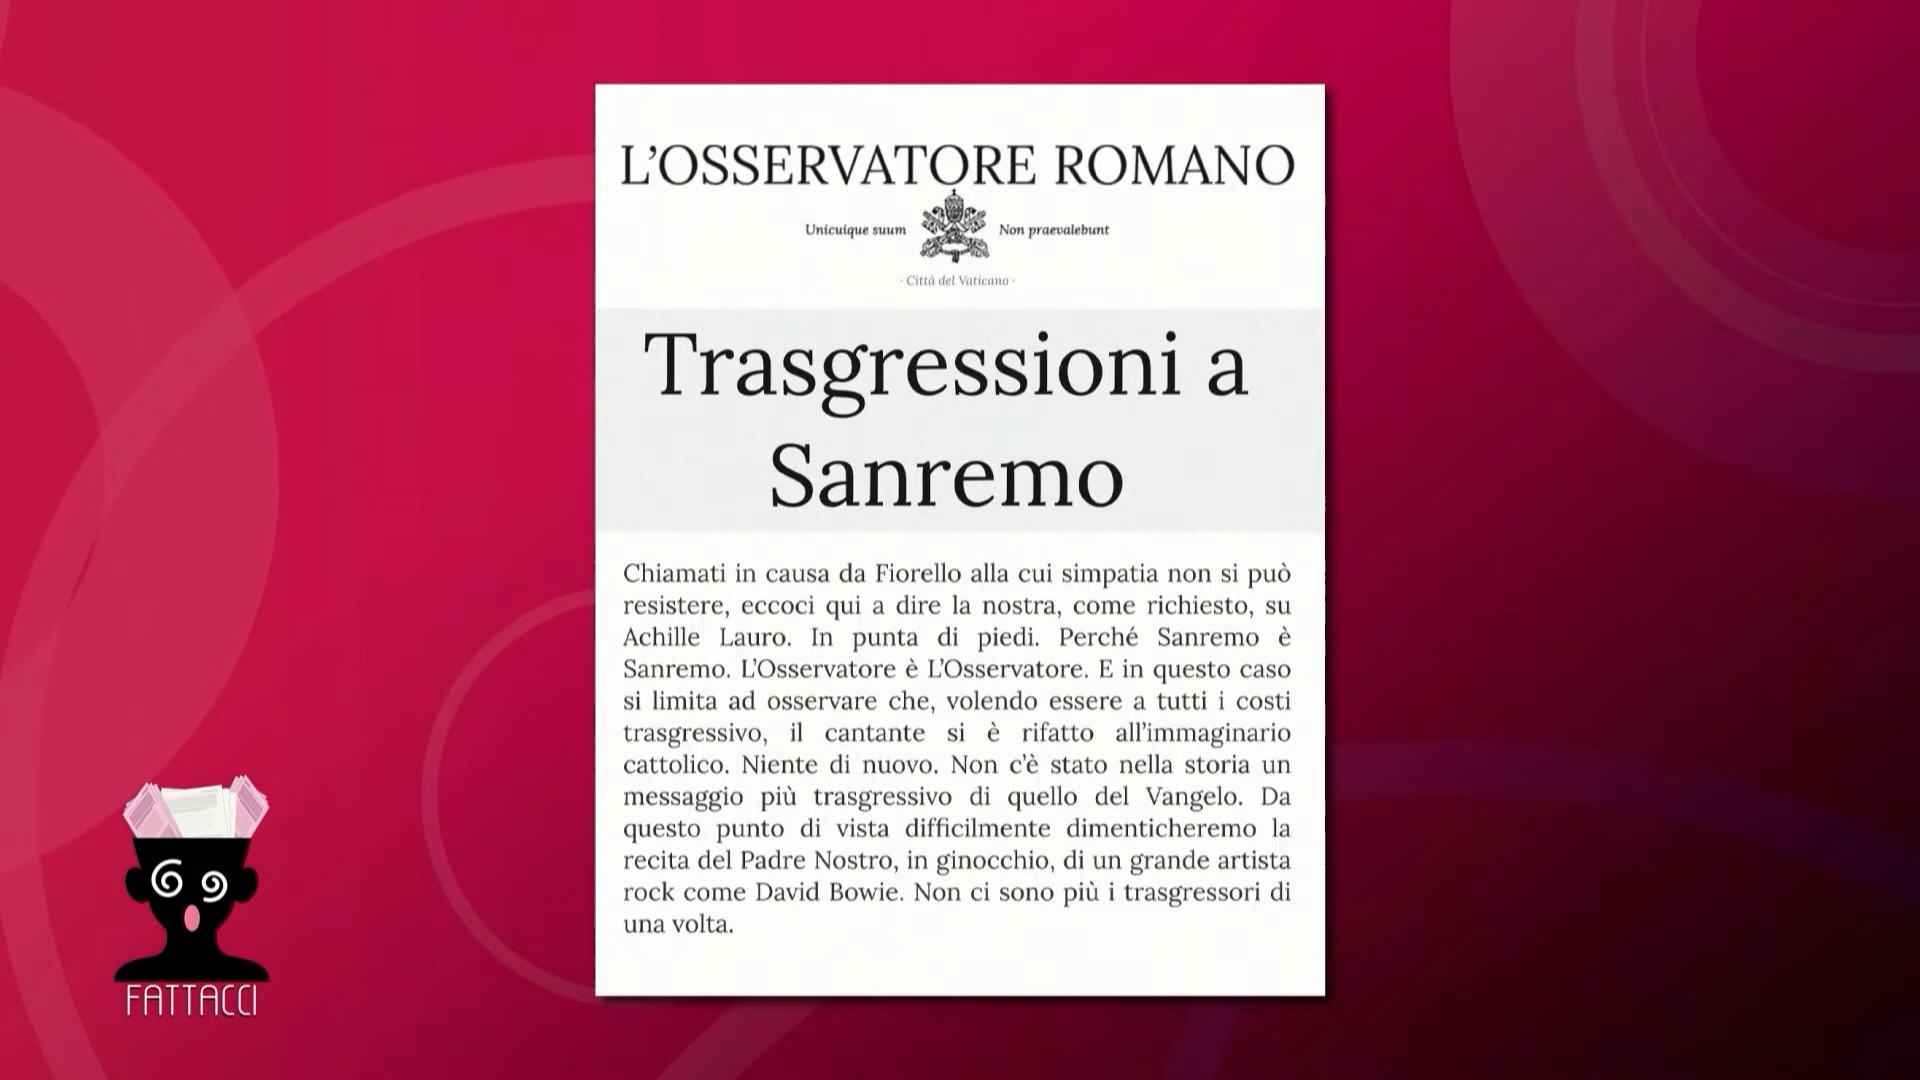 L’OSSERVATORE ROMANO
Unicuique suum Non praevalebunt
· Città del Vaticano ·
Trasgressioni a
Sanremo
Chiamati in causa da Fiorello alla cui simpatia non si può
resistere, eccoci qui a dire la nostra, come richiesto, su
Achille Lauro. In punta di piedi. Perché Sanremo è
Sanremo. L’Osservatore è L’Osservatore. E in questo caso
si limita ad osservare che, volendo essere a tutti i costi
trasgressivo, il cantante si è rifatto all’immaginario
cattolico. Niente di nuovo. Non c’è stato nella storia un
messaggio più trasgressivo di quello del Vangelo. Da
questo punto di vista difficilmente dimenticheremo la
recita del Padre Nostro, in ginocchio, di un grande artista
rock come David Bowie. Non ci sono più i trasgressori di
una volta.
FATTACCI